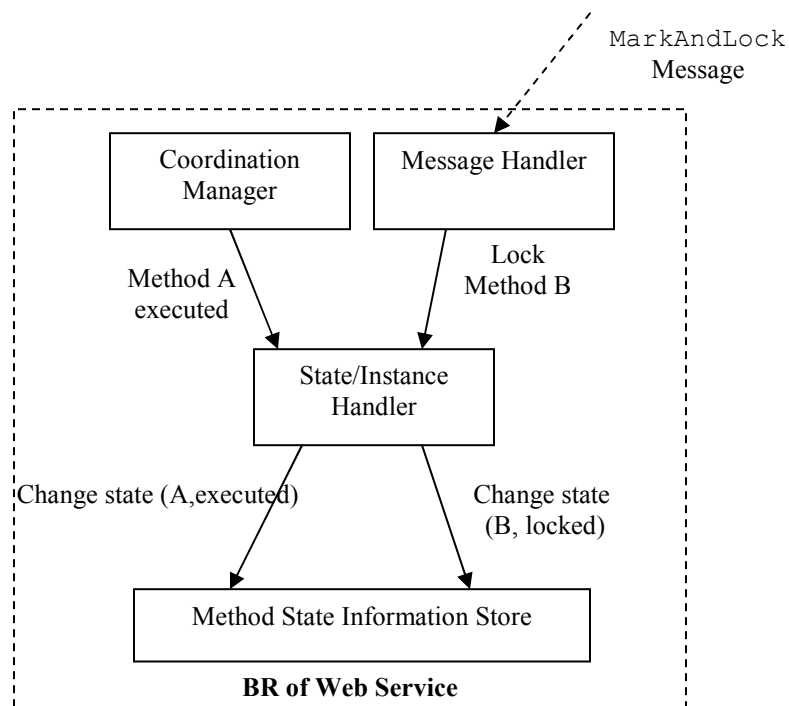 MarkAndLock
Message
Coordination
Manager
Message Handler
Method A
executed
Lock
Method B
State/Instance
Handler
Change state (A,executed)
Change state
(B, locked)
Method State Information Store
BR of Web Service